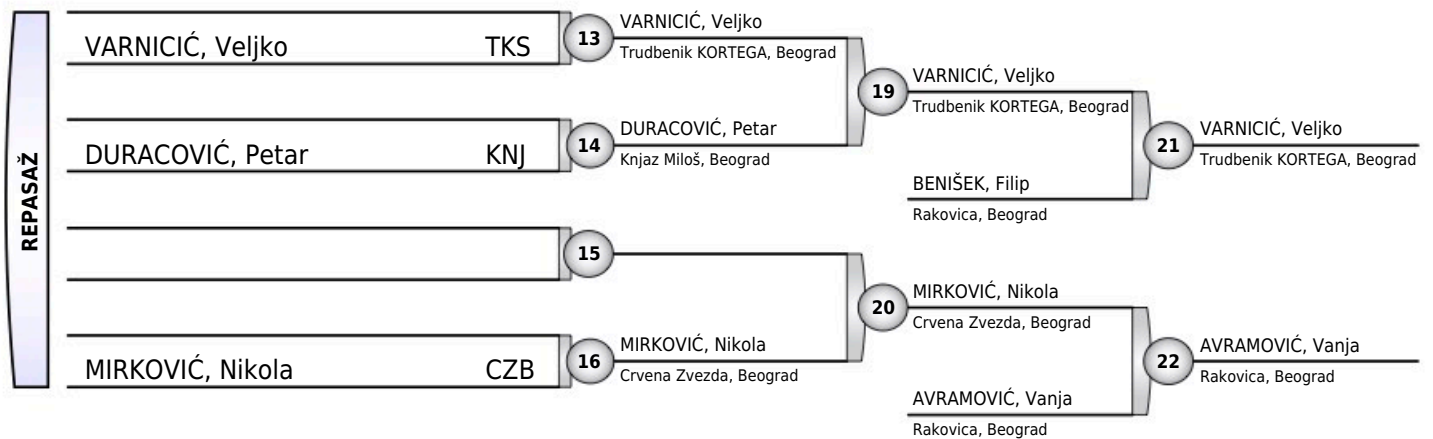 REPASAŽ
VARNICIĆ, Veljko TKS
DURACOVIĆ, Petar KNJ
MIRKOVIĆ, Nikola CZB
13
VARNICIĆ, Veljko
Trudbenik KORTEGA, Beograd
14
DURACOVIĆ, Petar
Knjaz Miloš, Beograd
15
16
MIRKOVIĆ, Nikola
Crvena Zvezda, Beograd
19
VARNICIĆ, Veljko
Trudbenik KORTEGA, Beograd
BENIŠEK, Filip
Rakovica, Beograd
20
MIRKOVIĆ, Nikola
Crvena Zvezda, Beograd
AVRAMOVIĆ, Vanja
Rakovica, Beograd
21
VARNICIĆ, Veljko
Trudbenik KORTEGA, Beograd
22
AVRAMOVIĆ, Vanja
Rakovica, Beograd